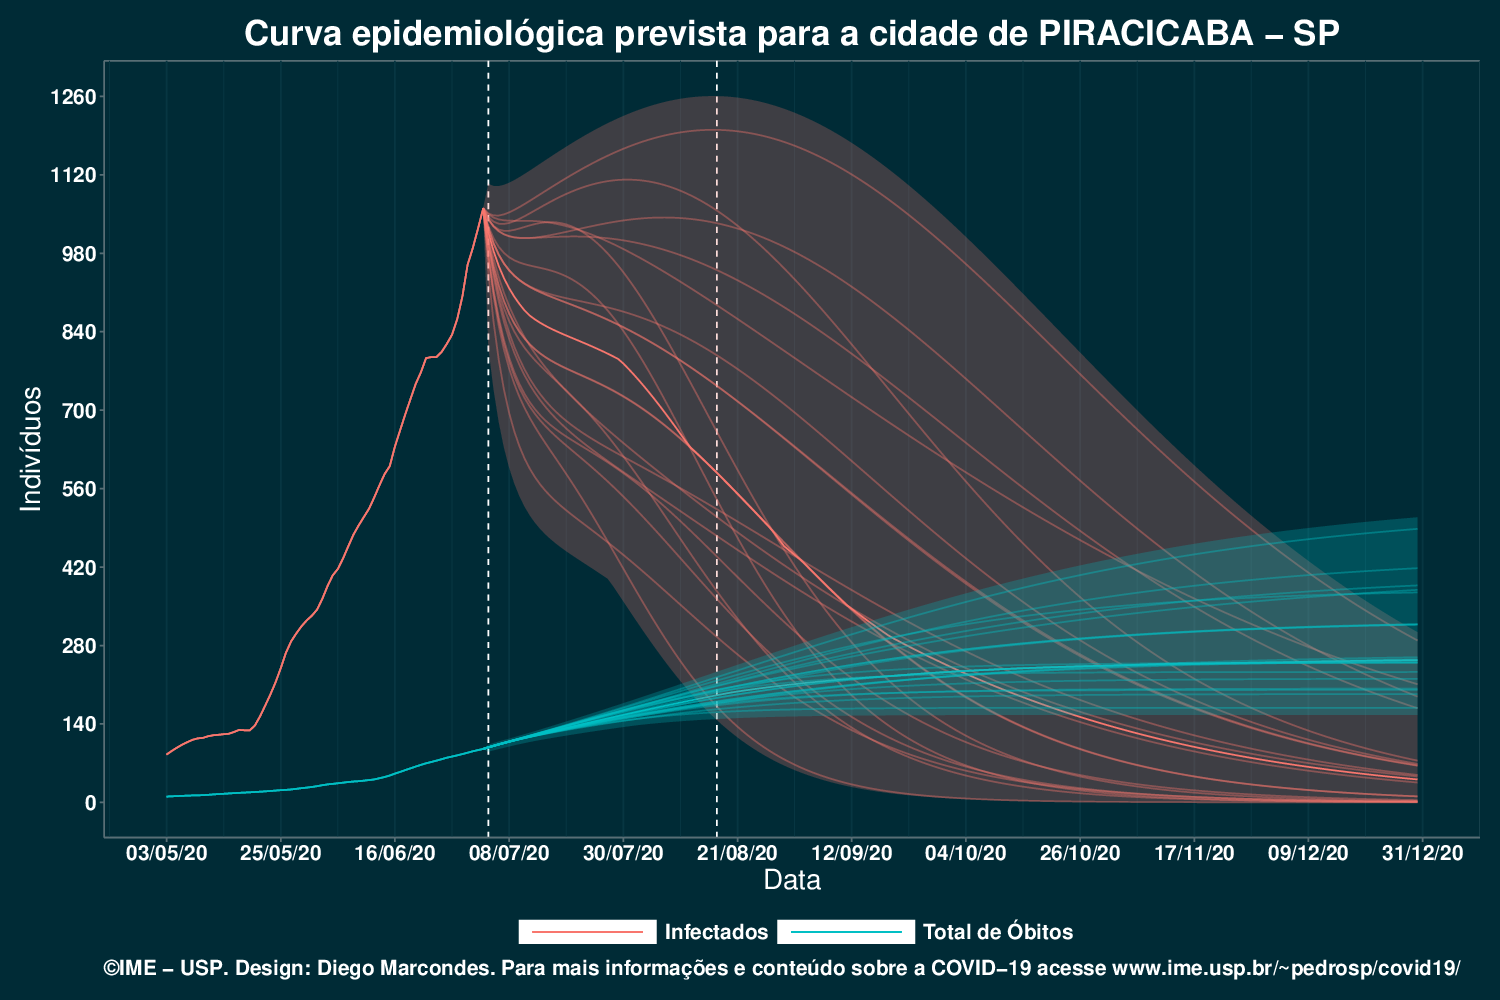 Curva epidemiológica prevista para a cidade de PIRACICABA – SP
Indivíduos
1260
1120
980
840
700
560
420
280
140
0
03/05/20 25/05/20 16/06/20 08/07/20 30/07/20 21/08/20 12/09/20 04/10/20 26/10/20 17/11/20 09/12/20 31/12/20
Data
Infectados Total de Óbitos
©IME – USP. Design: Diego Marcondes. Para mais informações e conteúdo sobre a COVID–19 acesse www.ime.usp.br/~pedrosp/covid19/